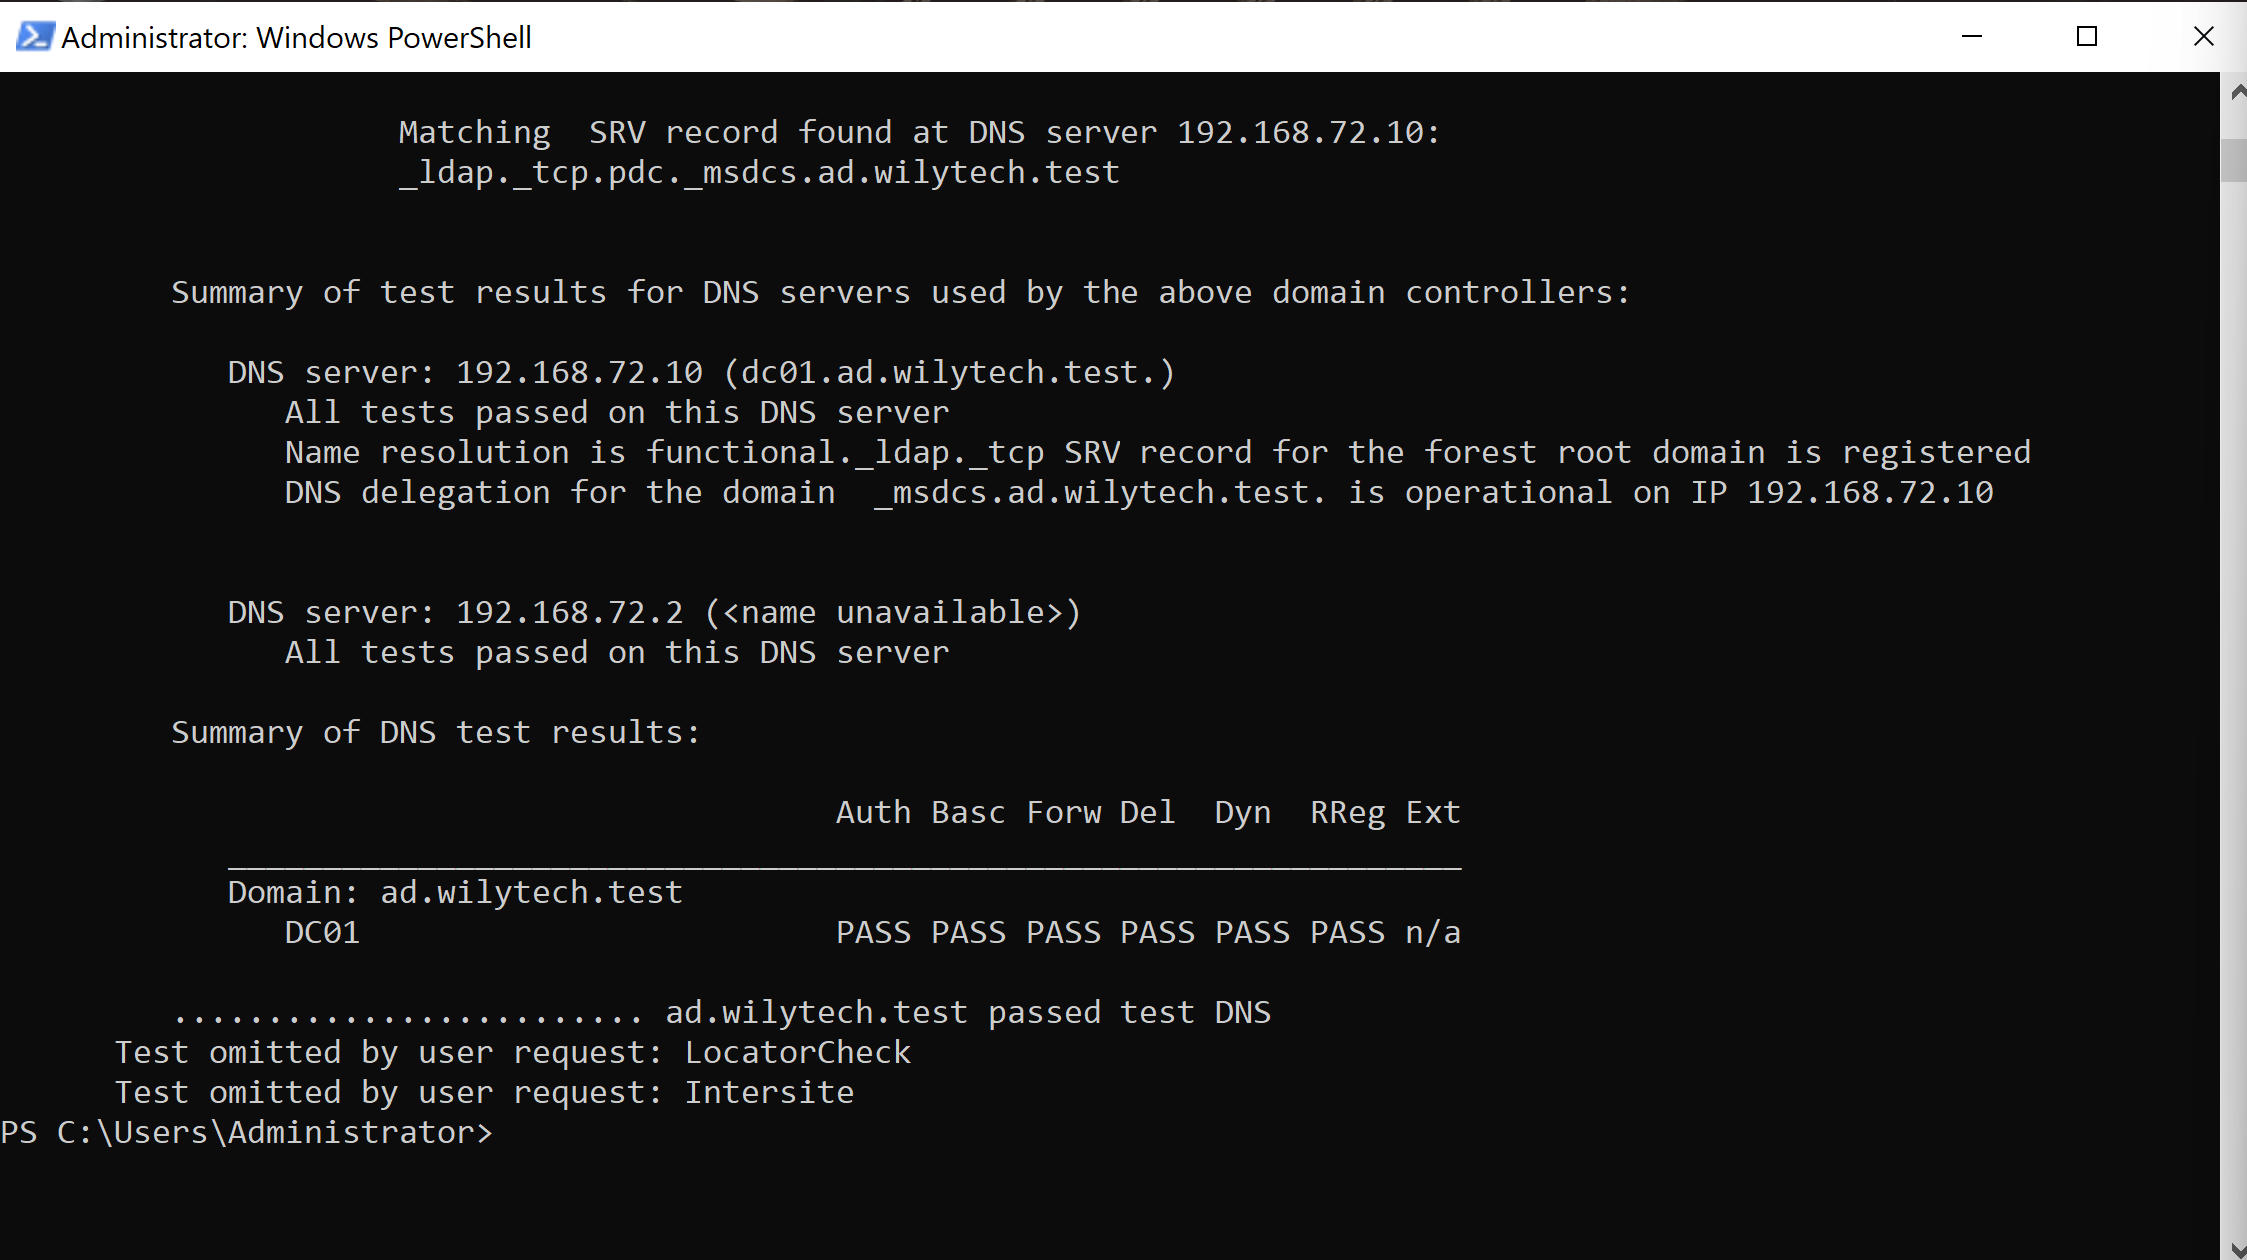 Administrator: Windows PowerShell
Matching  SRV record found at DNS server 192.168.72.10:
_ldap._tcp.pdc._msdcs.ad.wilytech.test
Summary of test results for DNS servers used by the above domain controllers:
DNS server: 192.168.72.10 (dc01.ad.wilytech.test.)
All tests passed on this DNS server
Name resolution is functional._ldap._tcp SRV record for the forest root domain is registered
DNS delegation for the domain  _msdcs.ad.wilytech.test. is operational on IP 192.168.72.10
DNS server: 192.168.72.2 (<name unavailable>)
All tests passed on this DNS server
Summary of DNS test results:
Auth Basc Forw Del  Dyn  RReg Ext
_________________________________________________________________
Domain: ad.wilytech.test
DC01                         PASS PASS PASS PASS PASS PASS n/a
......................... ad.wilytech.test passed test DNS
Test omitted by user request: LocatorCheck
Test omitted by user request: Intersite
PS C:\Users\Administrator>